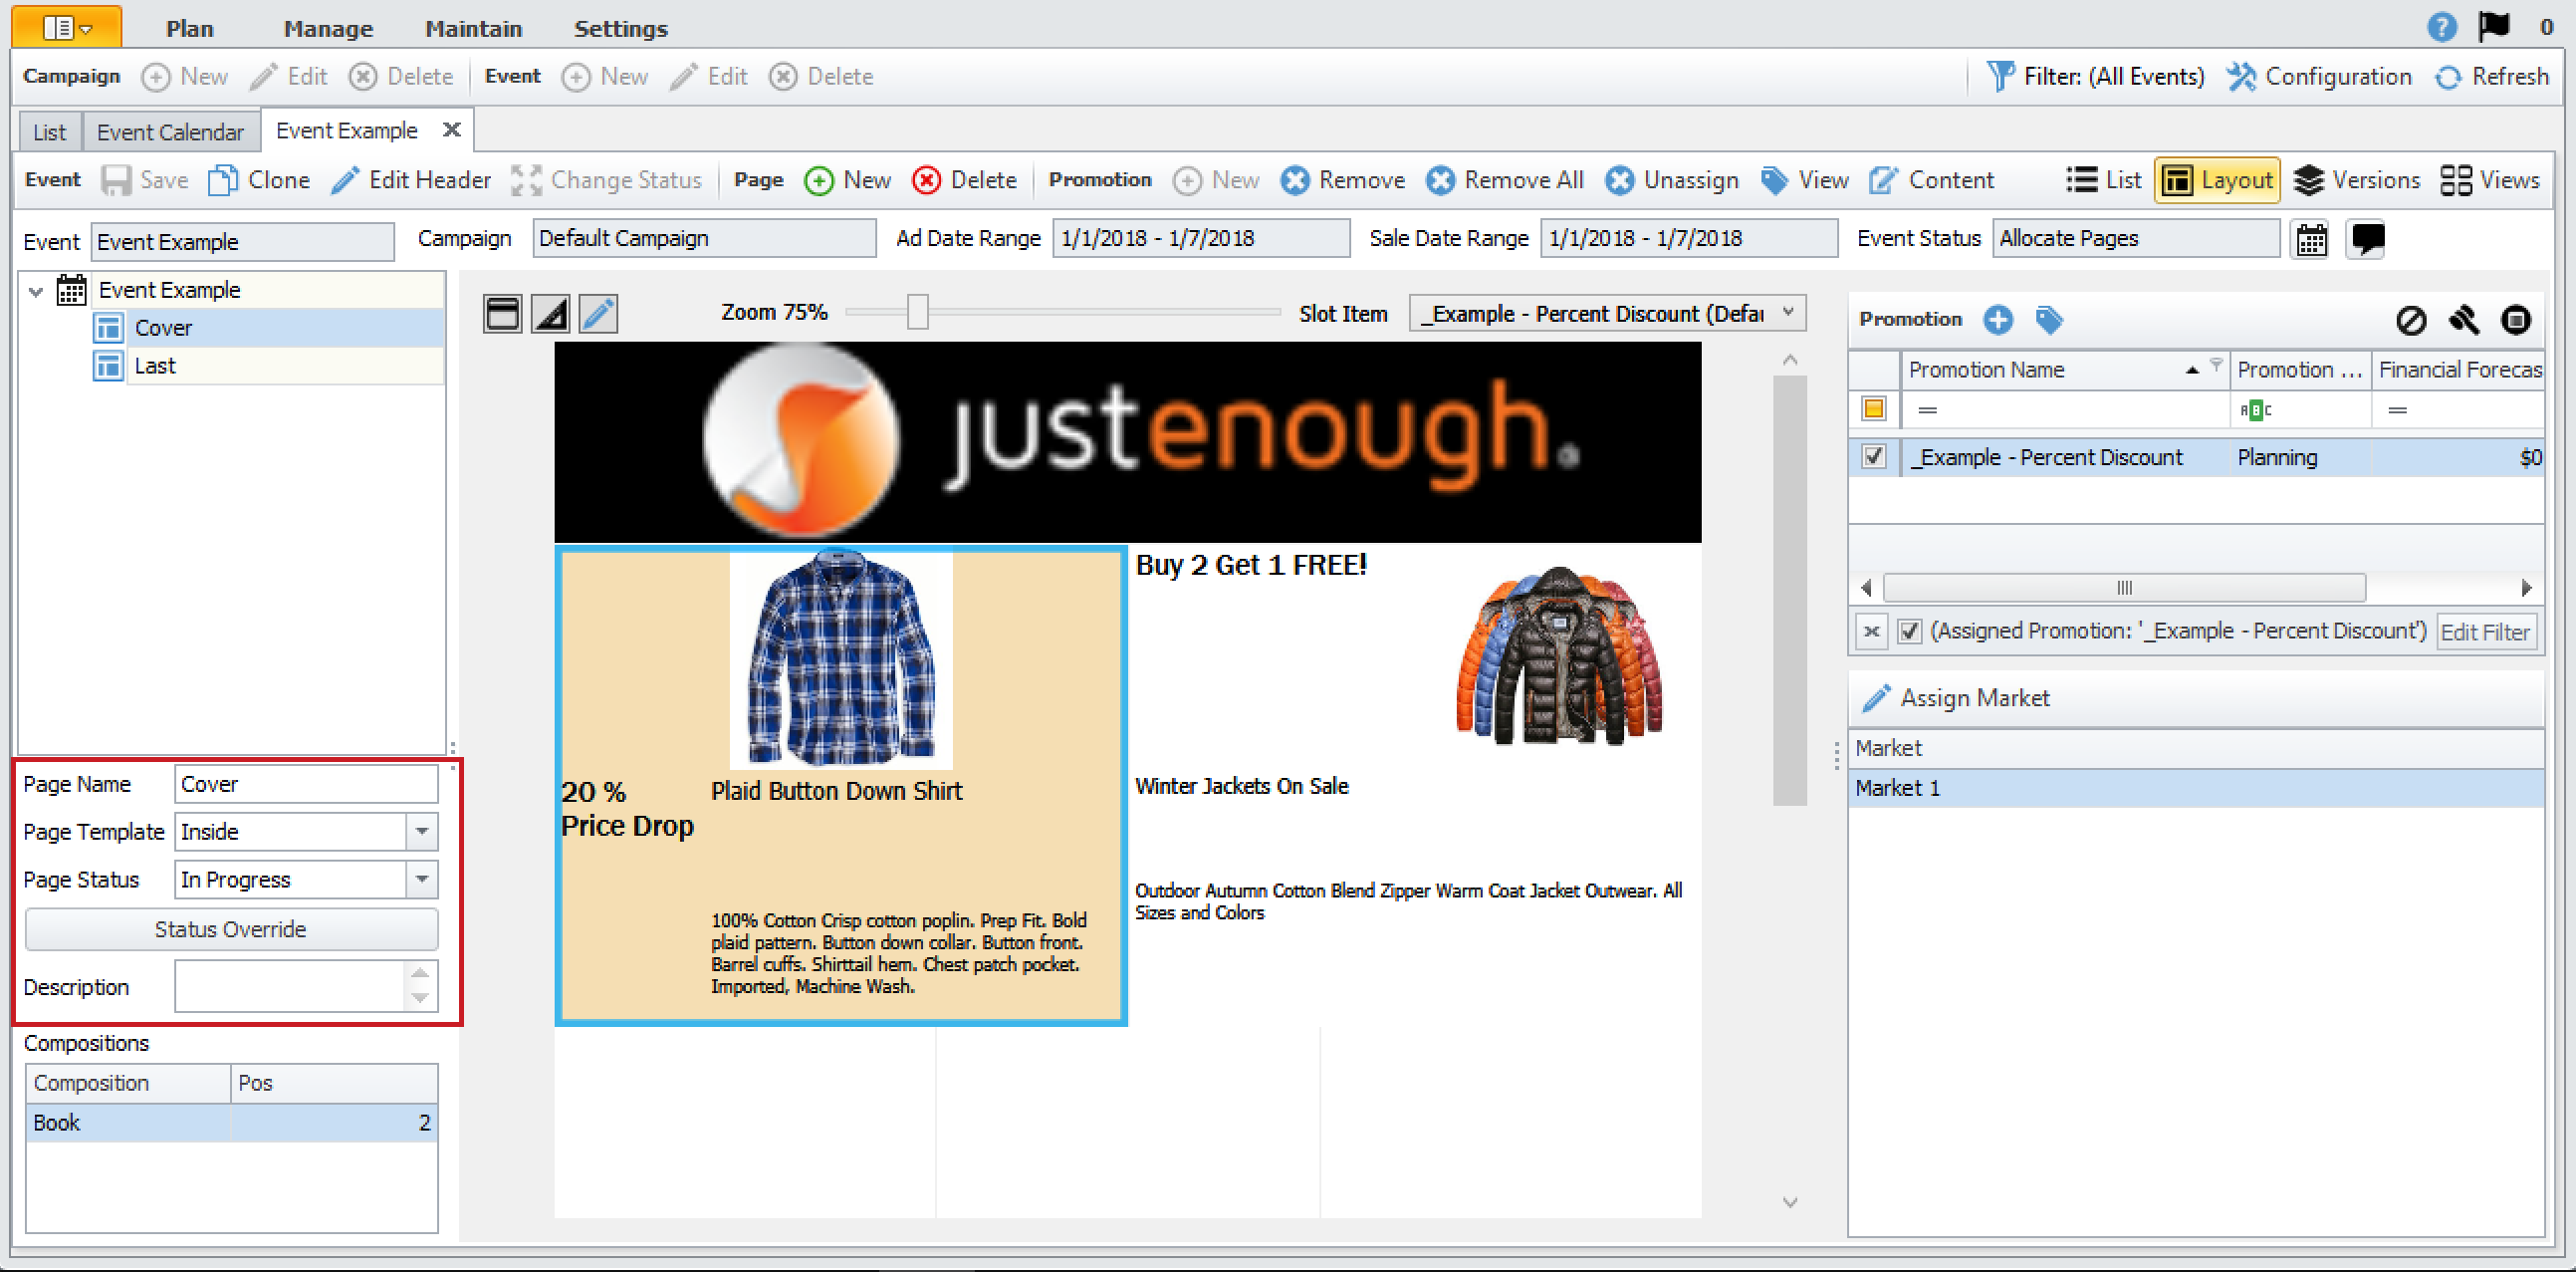 Plan Manage Maintain Settings 0
Campaign New Edit Delete Event New Edit Delete Filter: (All Events) Configuration Refresh
List Event Calendar Event Example
Event Save Clone Edit Header Change Status Page New Delete Promotion New Remove Remove All Unassign View Content List Layout Versions Views
Event Event Example Campaign Default Campaign Ad Date Range 1/1/2018 - 1/7/2018 Sale Date Range 1/1/2018 - 1/7/2018 Event Status Allocate Pages
Event Example
Cover
Last
Page Name Cover
Page Template Inside
Page Status In Progress
Status Override
Description
Compositions
Composition Pos
Book 2
Zoom 75% Slot Item _Example - Percent Discount (Defau
justenough®
20 %
Price Drop
Plaid Button Down Shirt
100% Cotton Crisp cotton poplin. Prep Fit. Bold
plaid pattern. Button down collar. Button front.
Barrel cuffs. Shirttail hem. Chest patch pocket.
Imported, Machine Wash.
Buy 2 Get 1 FREE!
Winter Jackets On Sale
Outdoor Autumn Cotton Blend Zipper Warm Coat Jacket Outwear. All
Sizes and Colors
Promotion
Promotion Name Promotion ... Financial Forecas
= ABC =
_Example - Percent Discount Planning $0
(Assigned Promotion: '_Example - Percent Discount') Edit Filter
Assign Market
Market
Market 1